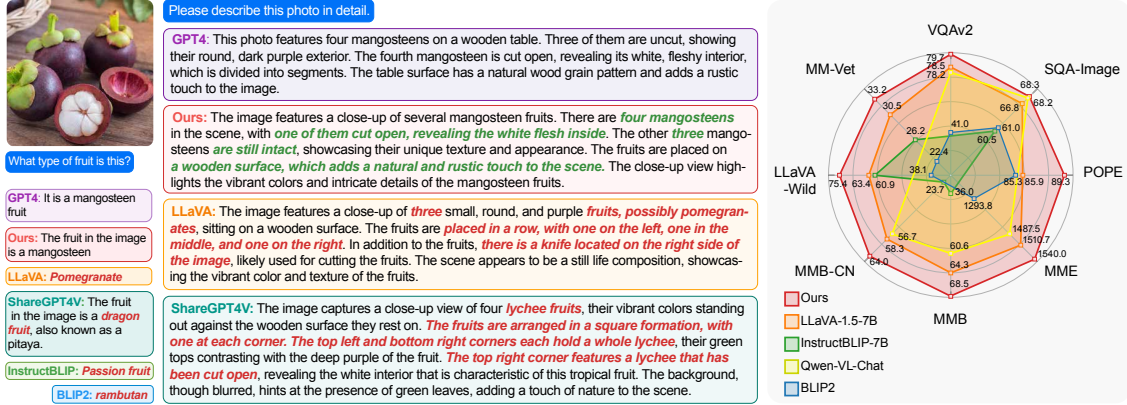 Please describe this photo in detail.
GPT4: This photo features four mangosteens on a wooden table. Three of them are uncut, showing
their round, dark purple exterior. The fourth mangosteen is cut open, revealing its white, fleshy interior,
which is divided into segments. The table surface has a natural wood grain pattern and adds a rustic
touch to the image.
Ours: The image features a close-up of several mangosteen fruits. There are four mangosteens
in the scene, with one of them cut open, revealing the white flesh inside. The other three mango-
steens are still intact, showcasing their unique texture and appearance. The fruits are placed on
a wooden surface, which adds a natural and rustic touch to the scene. The close-up view high-
lights the vibrant colors and intricate details of the mangosteen fruits.
LLaVA: The image features a close-up of three small, round, and purple fruits, possibly pomegran-
ates, sitting on a wooden surface. The fruits are placed in a row, with one on the left, one in the
middle, and one on the right. In addition to the fruits, there is a knife located on the right side of
the image, likely used for cutting the fruits. The scene appears to be a still life composition, showcas-
ing the vibrant color and texture of the fruits.
ShareGPT4V: The image captures a close-up view of four lychee fruits, their vibrant colors standing
out against the wooden surface they rest on. The fruits are arranged in a square formation, with
one at each corner. The top left and bottom right corners each hold a whole lychee, their green
tops contrasting with the deep purple of the fruit. The top right corner features a lychee that has
been cut open, revealing the white interior that is characteristic of this tropical fruit. The background,
though blurred, hints at the presence of green leaves, adding a touch of nature to the scene.
What type of fruit is this?
GPT4: It is a mangosteen
fruit
Ours: The fruit in the image
is a mangosteen
LLaVA: Pomegranate
ShareGPT4V: The fruit
in the image is a dragon
fruit, also known as a
pitaya.
InstructBLIP: Passion fruit
BLIP2: rambutan
VQAv2
79.7
78.5
78.2
41.0
SQA-Image
68.3
68.2
66.8
61.0
60.5
POPE
89.3
85.9
85.3
MME
1540.0
1510.7
1487.5
1293.8
MMB
68.5
64.3
60.6
36.0
MMB-CN
64.0
58.3
56.7
23.7
LLaVA
-Wild
75.4
63.4
60.9
38.1
MM-Vet
33.2
30.5
26.2
22.4
Ours
LLaVA-1.5-7B
InstructBLIP-7B
Qwen-VL-Chat
BLIP2